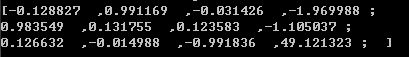 [-0.128827  ,0.991169  ,-0.031426  ,-1.969988 ;
0.983549  ,0.131755  ,0.123583  ,-1.105037 ;
0.126632  ,-0.014988  ,-0.991836  ,49.121323 ;  ]